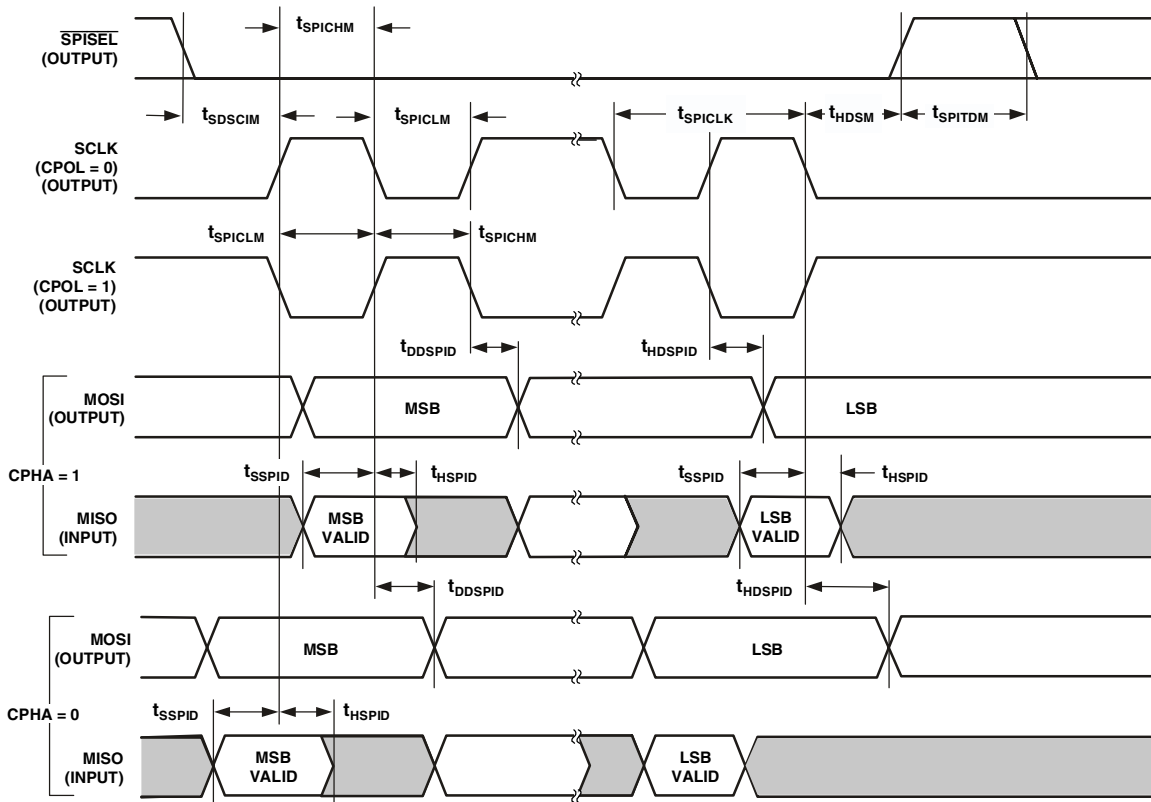 tSPICHM
SPISEL
(OUTPUT)
tSDSCIM
tSPICLM
tSPICLK
tHDSM
tSPITDM
SCLK
(CPOL = 0)
(OUTPUT)
tSPICLM
tSPICHM
SCLK
(CPOL = 1)
(OUTPUT)
tDDSPID
tHDSPID
MOSI
(OUTPUT)
MSB
LSB
CPHA = 1
tSSPID
tHSPID
tSSPID
tHSPID
MISO
(INPUT)
MSB
VALID
LSB
VALID
tDDSPID
tHDSPID
MOSI
(OUTPUT)
MSB
LSB
CPHA = 0
tSSPID
tHSPID
MISO
(INPUT)
MSB
VALID
LSB
VALID